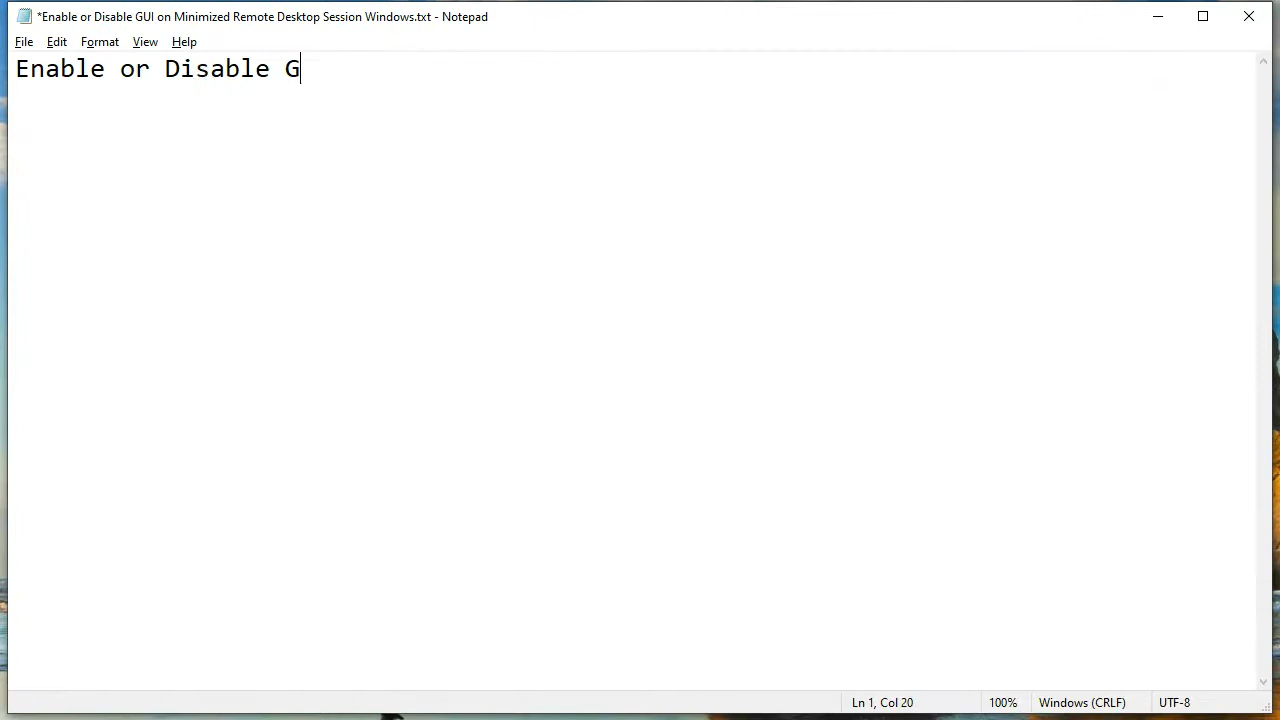 *Enable or Disable GUI on Minimized Remote Desktop Session Windows.txt - Notepad
File Edit Format View Help
Enable or Disable G
Ln 1, Col 20 100% Windows (CRLF) UTF-8